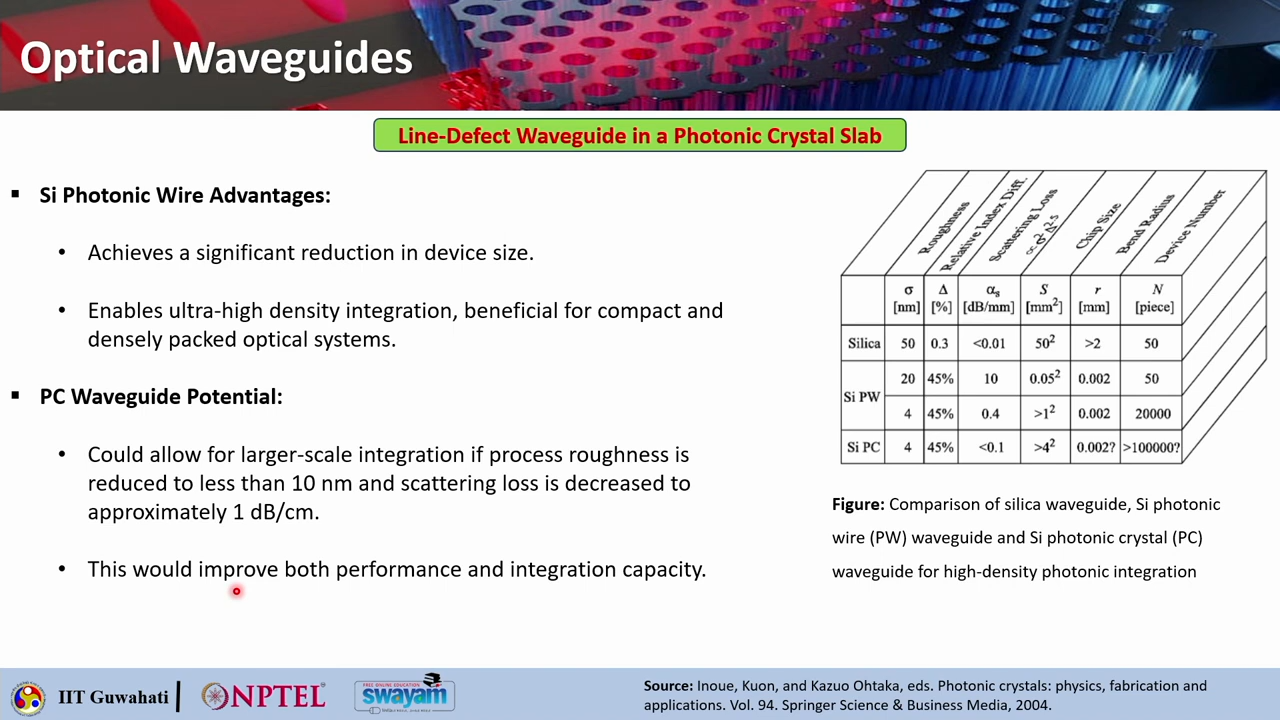 Optical Waveguides
Line-Defect Waveguide in a Photonic Crystal Slab
▪ Si Photonic Wire Advantages:
• Achieves a significant reduction in device size.
• Enables ultra-high density integration, beneficial for compact and
densely packed optical systems.
▪ PC Waveguide Potential:
• Could allow for larger-scale integration if process roughness is
reduced to less than 10 nm and scattering loss is decreased to
approximately 1 dB/cm.
• This would improve both performance and integration capacity.
Roughness
Relative Index Diff.
Scattering Loss
∝ σ² Δ²·⁵
Chip Size
Bend Radius
Device Number
σ Δ αs S r N
[nm] [%] [dB/mm] [mm²] [mm] [piece]
Silica 50 0.3 <0.01 50² >2 50
Si PW 20 45% 10 0.05² 0.002 50
4 45% 0.4 >1² 0.002 20000
Si PC 4 45% <0.1 >4² 0.002? >100000?
Figure: Comparison of silica waveguide, Si photonic
wire (PW) waveguide and Si photonic crystal (PC)
waveguide for high-density photonic integration
IIT Guwahati
NPTEL
FREE ONLINE EDUCATION
swayam
Source: Inoue, Kuon, and Kazuo Ohtaka, eds. Photonic crystals: physics, fabrication and
applications. Vol. 94. Springer Science & Business Media, 2004.